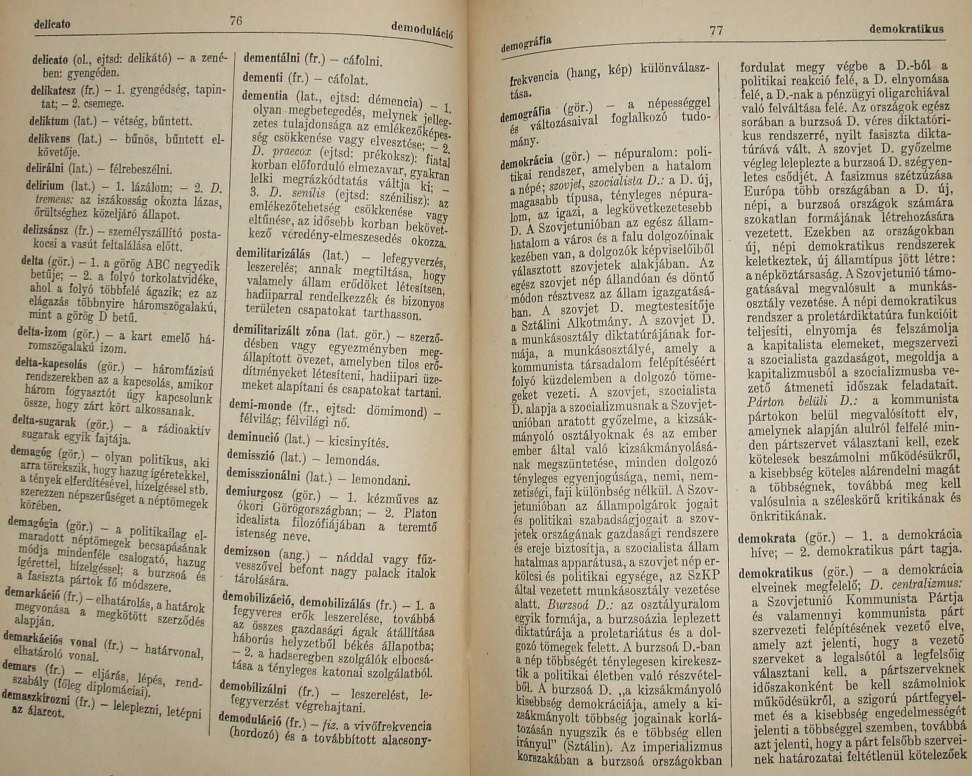 delicato
76
demoduláció
delicato (ol., ejtsd: delikátó) – a zené-
ben: gyengéden.
delikatesz (fr.) – 1. gyengédség, tapin-
tat; – 2. csemege.
deliktum (lat.) – vétség, bűntett.
delikvens (lat.) – bűnös, bűntett el-
követője.
delirálni (lat.) – félrebeszélni.
delírium (lat.) – 1. lázálom; – 2. D.
tremens: az iszákosság okozta lázas,
őrültséghez közeljáró állapot.
delizsánsz (fr.) – személyszállító posta-
kocsi a vasút feltalálása előtt.
delta (gör.) – 1. a görög ABC negyedik
betűje; – 2. a folyó torkolatvidéke,
ahol a folyó többfelé ágazik; ez az
elágazás többnyire háromszögalakú,
mint a görög D betű.
delta-izom (gör.) – a kart emelő há-
romszögalakú izom.
delta-kapcsolás (gör.) – háromfázisú
rendszerekben az a kapcsolás, amikor
három fogyasztót úgy kapcsolunk
össze, hogy zárt kört alkossanak.
delta-sugarak (gör.) – a rádioaktív
sugarak egyik fajtája.
demagóg (gör.) – olyan politikus, aki
arra törekszik, hogy hazug ígéretekkel,
a tények elferdítésével, hízelgéssel stb.
szerezzen népszerűséget a néptömegek
körében.
demagógia (gör.) – a politikailag el-
maradott néptömegek becsapásának
módja mindenféle csalogató, hazug
ígérettel, hízelgéssel; a burzsoá és
a fasiszta pártok fő módszere.
demarkáció (fr.) – elhatárolás, a határok
megvonása a megkötött szerződés
alapján.
demarkációs vonal (fr.) – határvonal,
elhatároló vonal.
demars (fr.) – eljárás, lépés, rend-
szabály (főleg diplomáciai).
demaszkírozni (fr.) – leleplezni, letépni
az álarcot.
dementálni (fr.) – cáfolni.
dementi (fr.) – cáfolat.
dementia (lat., ejtsd: démencia) – 1.
olyan megbetegedés, melynek jelleg-
zetes tulajdonsága az emlékezőképes-
ség csökkenése vagy elvesztése; – 2.
D. praecox (ejtsd: prékoksz): fiatal
korban előforduló elmezavar, gyakran
lelki megrázkódtatás váltja ki; –
3. D. senilis (ejtsd: szénilisz): az
emlékezőtehetség csökkenése vagy
eltűnése, az idősebb korban bekövet-
kező véredény-elmeszesedés okozza.
demilitarizálás (lat.) – lefegyverzés,
leszerelés; annak megtiltása, hogy
valamely állam erődőket létesítsen,
hadiiparral rendelkezzék és bizonyos
területen csapatokat tarthasson.
demilitarizált zóna (lat. gör.) – szerző-
désben vagy egyezményben meg-
állapított övezet, amelyben tilos erő-
dítményeket létesíteni, hadiipari üze-
meket alapítani és csapatokat tartani.
demi-monde (fr., ejtsd: dömimond) –
félvilág; félvilági nő.
deminució (lat.) – kicsinyítés.
demisszió (lat.) – lemondás.
demisszionálni (lat.) – lemondani.
demiurgosz (gör.) – 1. kézműves az
ókori Görögországban; – 2. Platon
idealista filozófiájában a teremtő
istenség neve.
demizson (ang.) – náddal vagy fűz-
vesszővel befont nagy palack italok
tárolására.
demobilizáció, demobilizálás (fr.) – 1. a
fegyveres erők leszerelése, továbbá
az összes gazdasági ágak átállítása
háborús helyzetből békés állapotba;
– 2. a hadseregben szolgálók elbocsá-
tása a tényleges katonai szolgálatból.
demobilizálni (fr.) – leszerelést, le-
fegyverzést végrehajtani.
demoduláció (fr.) – fiz. a vivőfrekvencia
(hordozó) és a továbbított alacsony-
demográfia
77
demokratikus
frekvencia (hang, kép) különválasz-
tása.
demográfia (gör.) – a népességgel
és változásaival foglalkozó tudo-
mány.
demokrácia (gör.) – népuralom: poli-
tikai rendszer, amelyben a hatalom
a népé; szovjet, szocialista D.: a D. új,
magasabb típusa, tényleges népura-
lom, az igazi, a legkövetkezetesebb
D. A Szovjetunióban az egész állam-
hatalom a város és a falu dolgozóinak
kezében van, a dolgozók képviselőiből
választott szovjetek alakjában. Az
egész szovjet nép állandóan és döntő
módon résztvesz az állam igazgatásá-
ban. A szovjet D. megtestesítője
a Sztálini Alkotmány. A szovjet D.
a munkásosztály diktatúrájának for-
mája, a munkásosztályé, amely a
kommunista társadalom felépítéséért
folyó küzdelemben a dolgozó töme-
geket vezeti. A szovjet, szocialista
D. alapja a szocializmusnak a Szovjet-
unióban aratott győzelme, a kizsák-
mányoló osztályoknak és az ember
ember által való kizsákmányolásá-
nak megszüntetése, minden dolgozó
tényleges egyenjogúsága, nemi, nem-
zetiségi, faji különbség nélkül. A Szov-
jetunióban az állampolgárok jogait
és politikai szabadságjogait a szov-
jetek országának gazdasági rendszere
és ereje biztosítja, a szocialista állam
hatalmas apparátusa, a szovjet nép er-
kölcsi és politikai egysége, az SzKP
által vezetett munkásosztály vezetése
alatt. Burzsoá D.: az osztályuralom
egyik formája, a burzsoázia leplezett
diktatúrája a proletariátus és a dol-
gozó tömegek felett. A burzsoá D.-ban
a nép többségét ténylegesen kirekesz-
tik a politikai életben való részvétel-
ből. A burzsoá D. „a kizsákmányoló
kisebbség demokráciája, amely a ki-
zsákmányolt többség jogainak korlá-
tozásán nyugszik és e többség ellen
irányul” (Sztálin). Az imperializmus
korszakában a burzsoá országokban
fordulat megy végbe a D.-ból a
politikai reakció felé, a D. elnyomása
felé, a D.-nak a pénzügyi oligarchiával
való felváltása felé. Az országok egész
sorában a burzsoá D. véres diktatóri-
kus rendszerré, nyilt fasiszta dikta-
túrává vált. A szovjet D. győzelme
végleg leleplezte a burzsoá D. szégyen-
letes csődjét. A fasizmus szétzúzása
Európa több országában a D. új,
népi, a burzsoá országok számára
szokatlan formájának létrehozására
vezetett. Ezekben az országokban
új, népi demokratikus rendszerek
keletkeztek, új államtípus jött létre:
a népköztársaság. A Szovjetunió támo-
gatásával megvalósult a munkás-
osztály vezetése. A népi demokratikus
rendszer a proletárdiktatúra funkcióit
teljesíti, elnyomja és felszámolja
a kapitalista elemeket, megszervezi
a szocialista gazdaságot, megoldja a
kapitalizmusból a szocializmusba ve-
zető átmeneti időszak feladatait.
Párton belüli D.: a kommunista
pártokon belül megvalósított elv,
amelynek alapján alulról felfelé min-
den pártszervet választani kell, ezek
kötelesek beszámolni működésükről,
a kisebbség köteles alárendelni magát
a többségnek, továbbá meg kell
valósulnia a széleskörű kritikának és
önkritikának.
demokrata (gör.) – 1. a demokrácia
híve; – 2. demokratikus párt tagja.
demokratikus (gör.) – a demokrácia
elveinek megfelelő; D. centralizmus:
a Szovjetunió Kommunista Pártja
és valamennyi kommunista párt
szervezeti felépítésének vezető elve,
amely azt jelenti, hogy a vezető
szerveket a legalsótól a legfelsőig
választani kell, a pártszerveknek
időszakonként be kell számolniok
működésükről, a szigorú pártfegyel-
met és a kisebbség engedelmességét
jelenti a többséggel szemben, továbbá
azt jelenti, hogy a párt felsőbb szervei-
nek határozatai feltétlenül kötelezőek